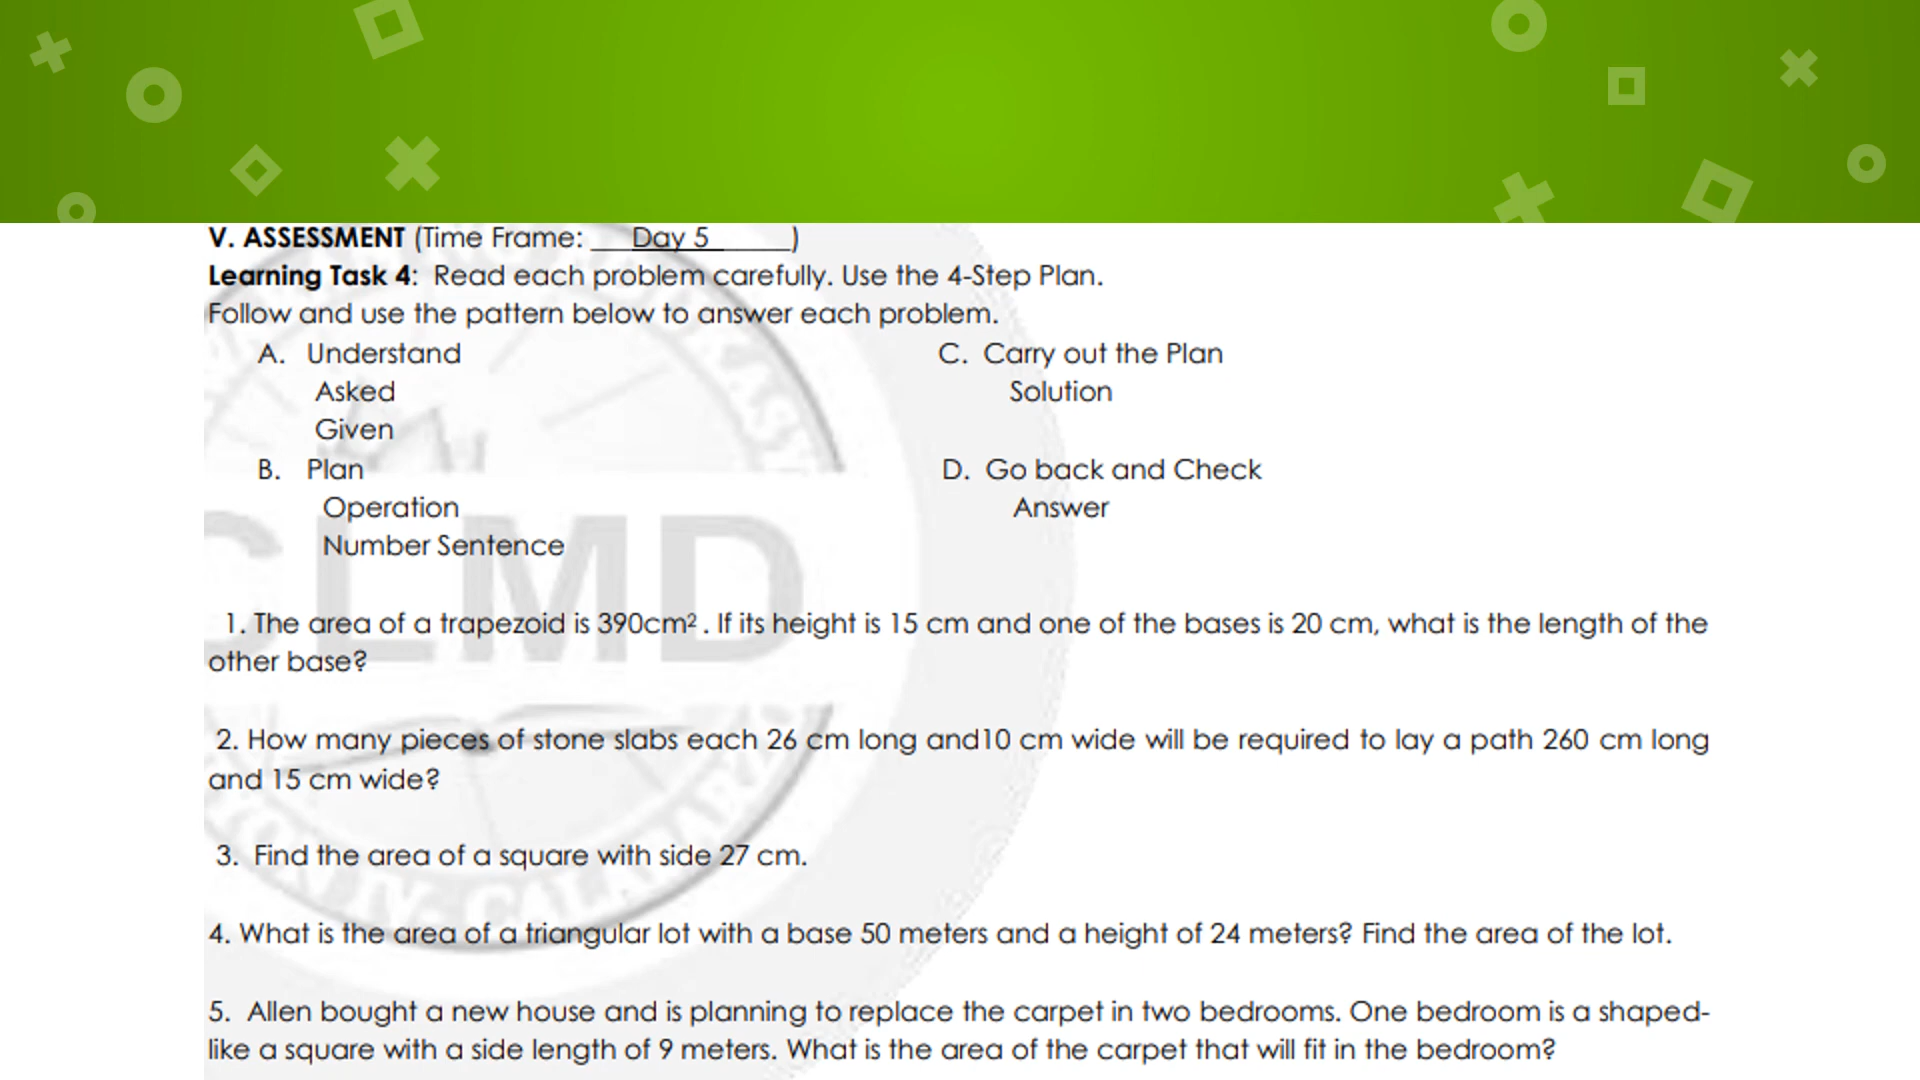 V. ASSESSMENT (Time Frame: ___Day 5_____)
Learning Task 4: Read each problem carefully. Use the 4-Step Plan.
Follow and use the pattern below to answer each problem.
A. Understand
Asked
Given
B. Plan
Operation
Number Sentence
C. Carry out the Plan
Solution
D. Go back and Check
Answer
1. The area of a trapezoid is 390cm². If its height is 15 cm and one of the bases is 20 cm, what is the length of the
other base?
2. How many pieces of stone slabs each 26 cm long and10 cm wide will be required to lay a path 260 cm long
and 15 cm wide?
3. Find the area of a square with side 27 cm.
4. What is the area of a triangular lot with a base 50 meters and a height of 24 meters? Find the area of the lot.
5. Allen bought a new house and is planning to replace the carpet in two bedrooms. One bedroom is a shaped-
like a square with a side length of 9 meters. What is the area of the carpet that will fit in the bedroom?
CLMD